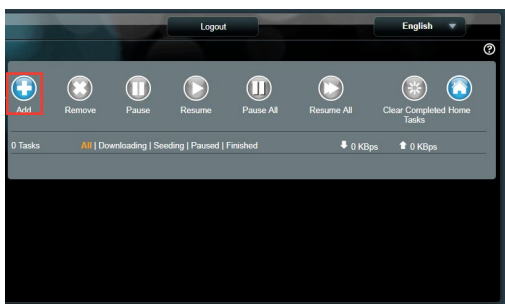 Logout English
?
Add Remove Pause Resume Pause All Resume All Clear Completed Tasks Home
0 Tasks All | Downloading | Seeding | Paused | Finished 0 KBps 0 KBps